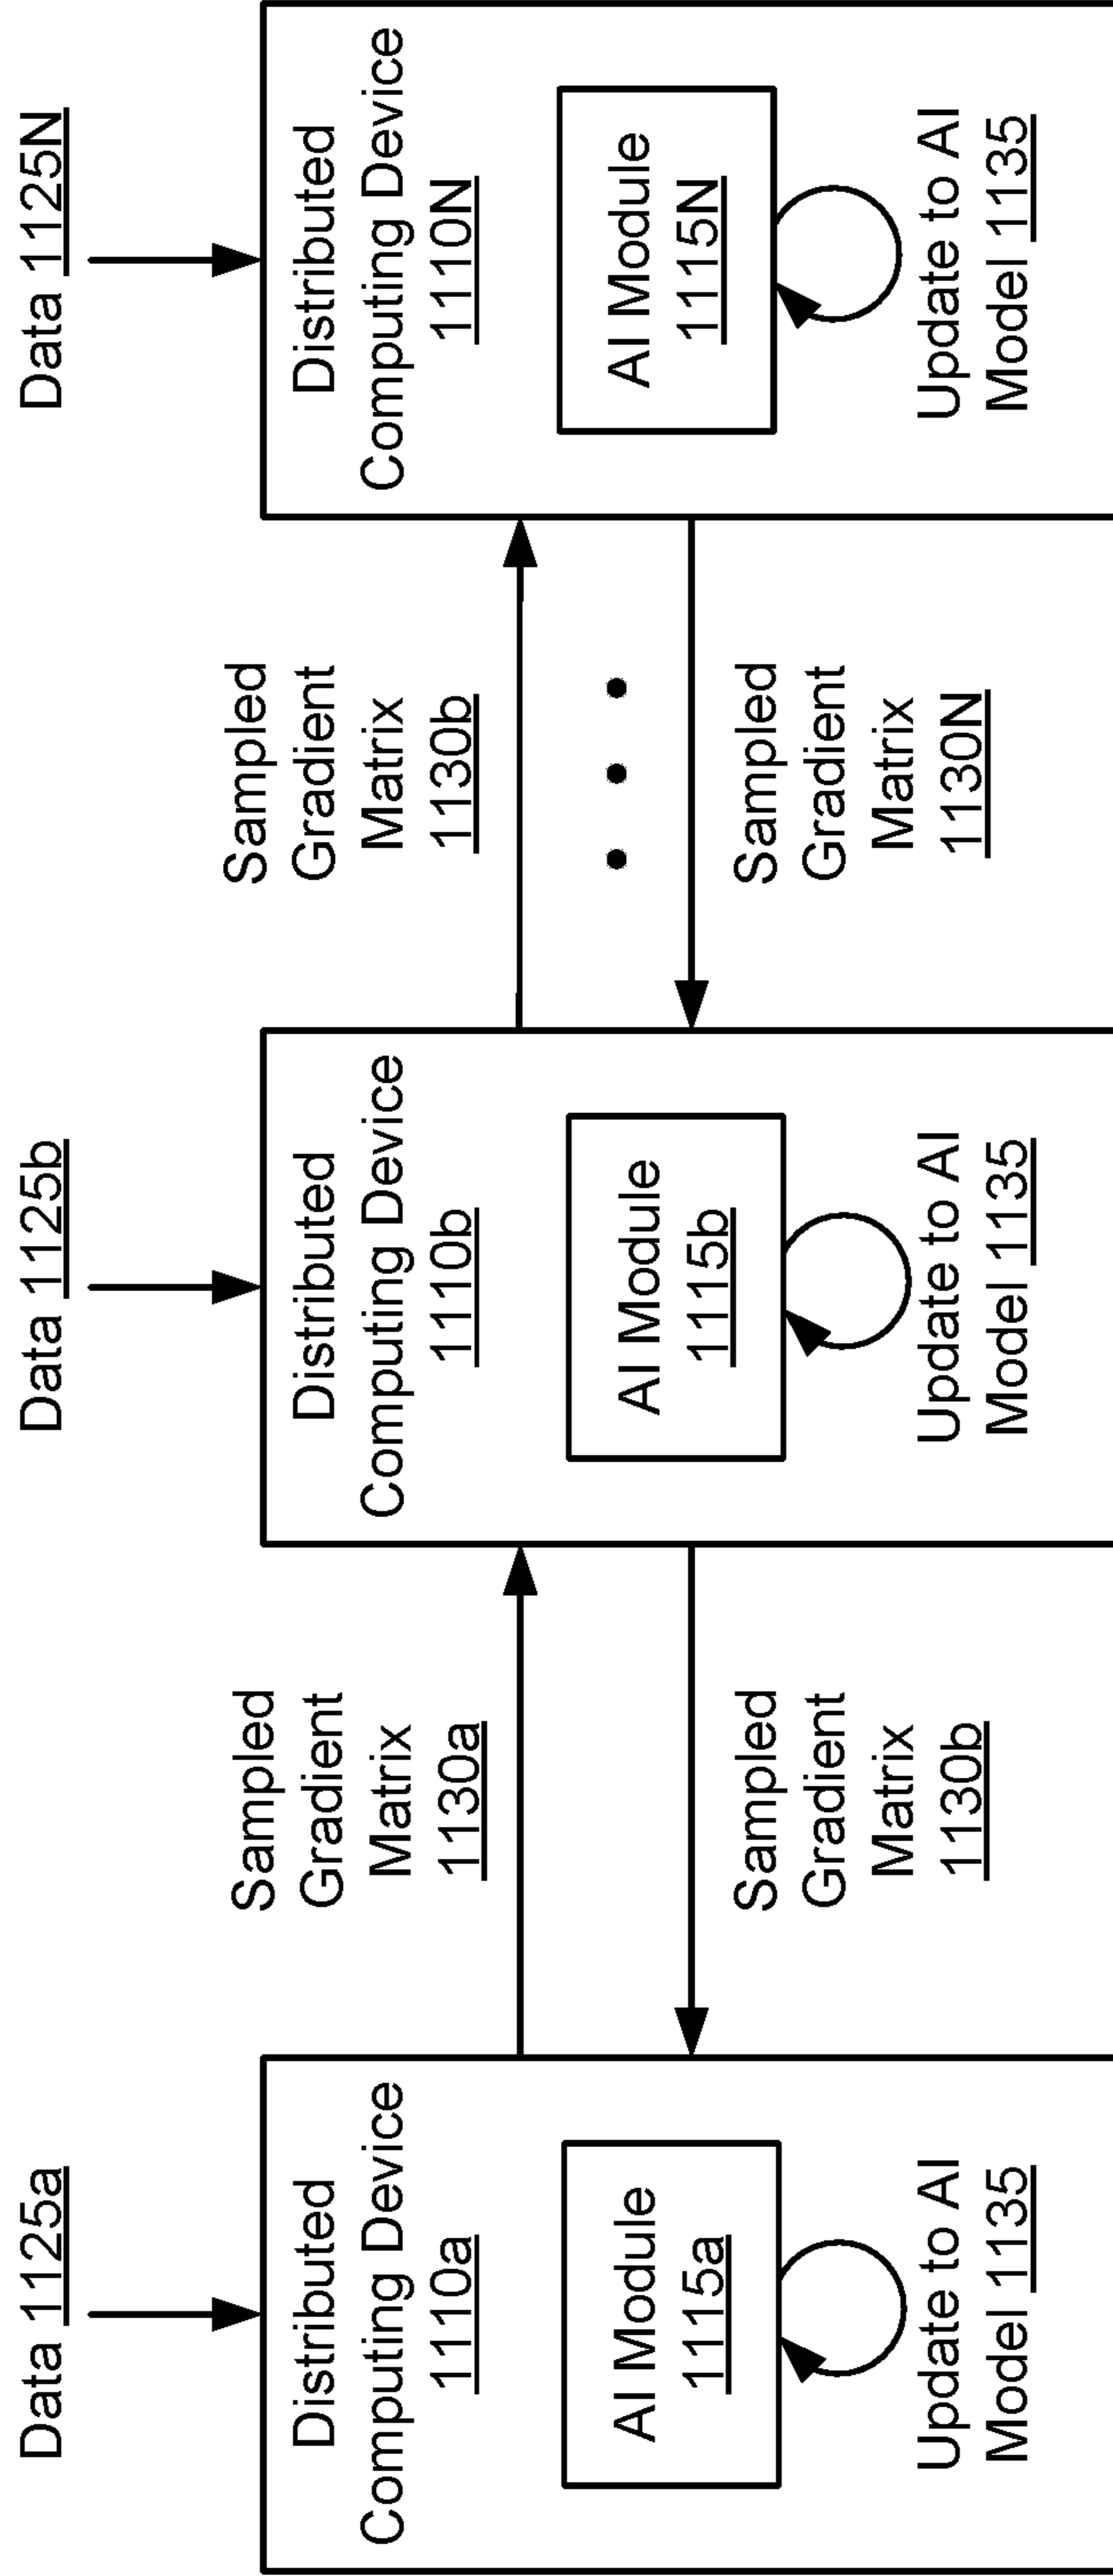 Data 1125a
Distributed
Computing Device
1110a
AI Module
1115a
Update to AI
Model 1135
Sampled
Gradient
Matrix
1130a
Sampled
Gradient
Matrix
1130b
Data 1125b
Distributed
Computing Device
1110b
AI Module
1115b
Update to AI
Model 1135
Sampled
Gradient
Matrix
1130b
Sampled
Gradient
Matrix
1130N
Data 1125N
Distributed
Computing Device
1110N
AI Module
1115N
Update to AI
Model 1135